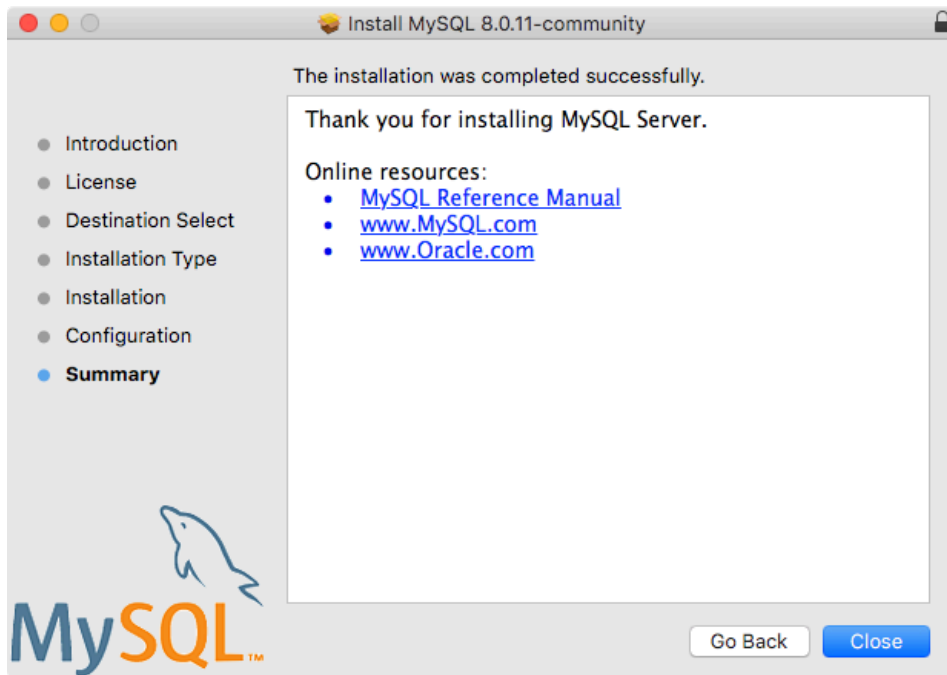 Install MySQL 8.0.11-community
The installation was completed successfully.
Introduction
License
Destination Select
Installation Type
Installation
Configuration
Summary
Thank you for installing MySQL Server.
Online resources:
• MySQL Reference Manual
• www.MySQL.com
• www.Oracle.com
MySQL™
Go Back
Close